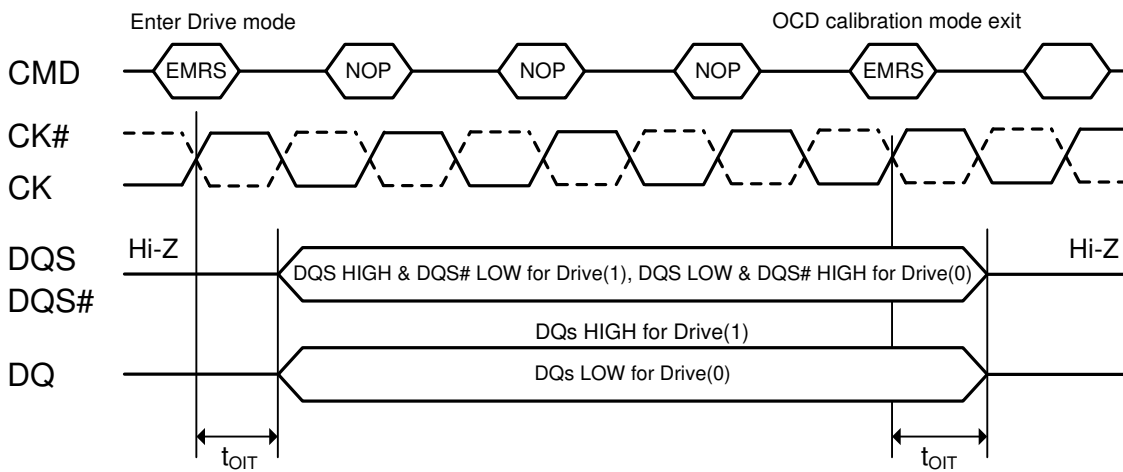 Enter Drive mode
OCD calibration mode exit
CMD
EMRS
NOP
NOP
NOP
EMRS
CK#
CK
Hi-Z
Hi-Z
DQS
DQS HIGH & DQS# LOW for Drive(1), DQS LOW & DQS# HIGH for Drive(0)
DQS#
DQs HIGH for Drive(1)
DQ
DQs LOW for Drive(0)
tOIT
tOIT